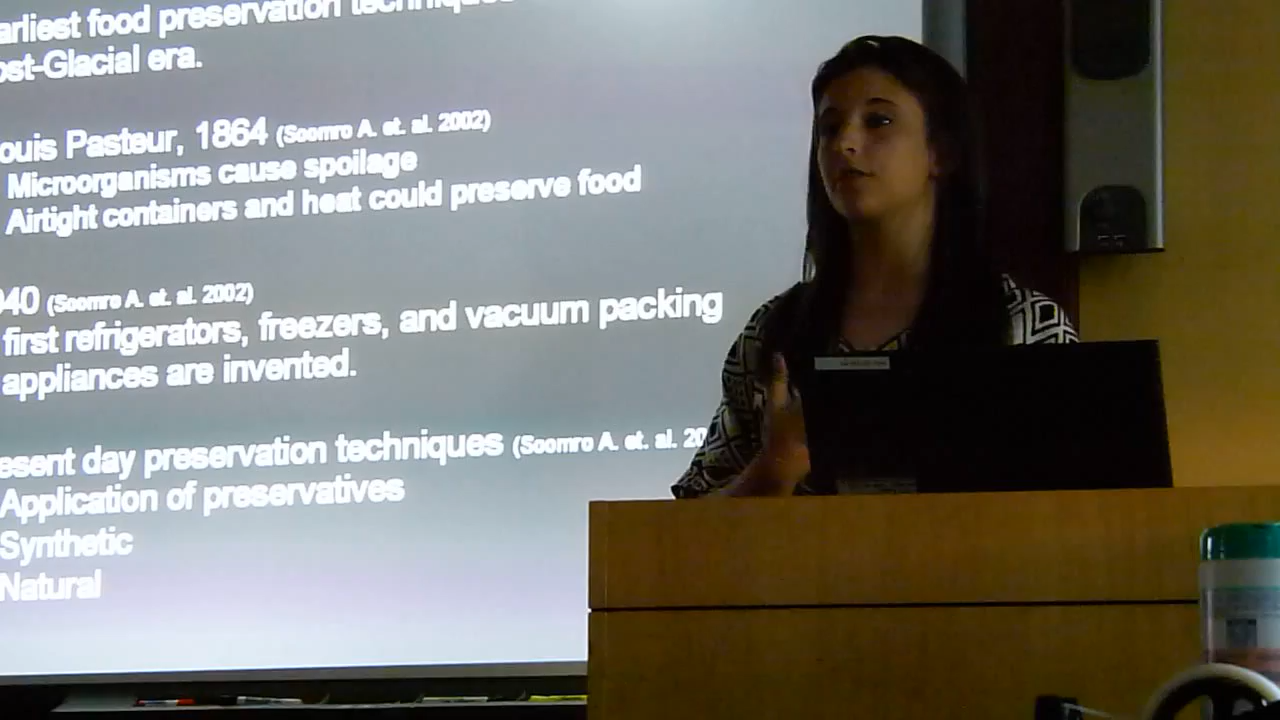 arliest food preservation techniques
ost-Glacial era.
ouis Pasteur, 1864 (Soomro A. et. al. 2002)
Microorganisms cause spoilage
Airtight containers and heat could preserve food
940 (Soomro A. et. al. 2002)
first refrigerators, freezers, and vacuum packing
appliances are invented.
esent day preservation techniques (Soomro A. et. al. 20
Application of preservatives
Synthetic
Natural